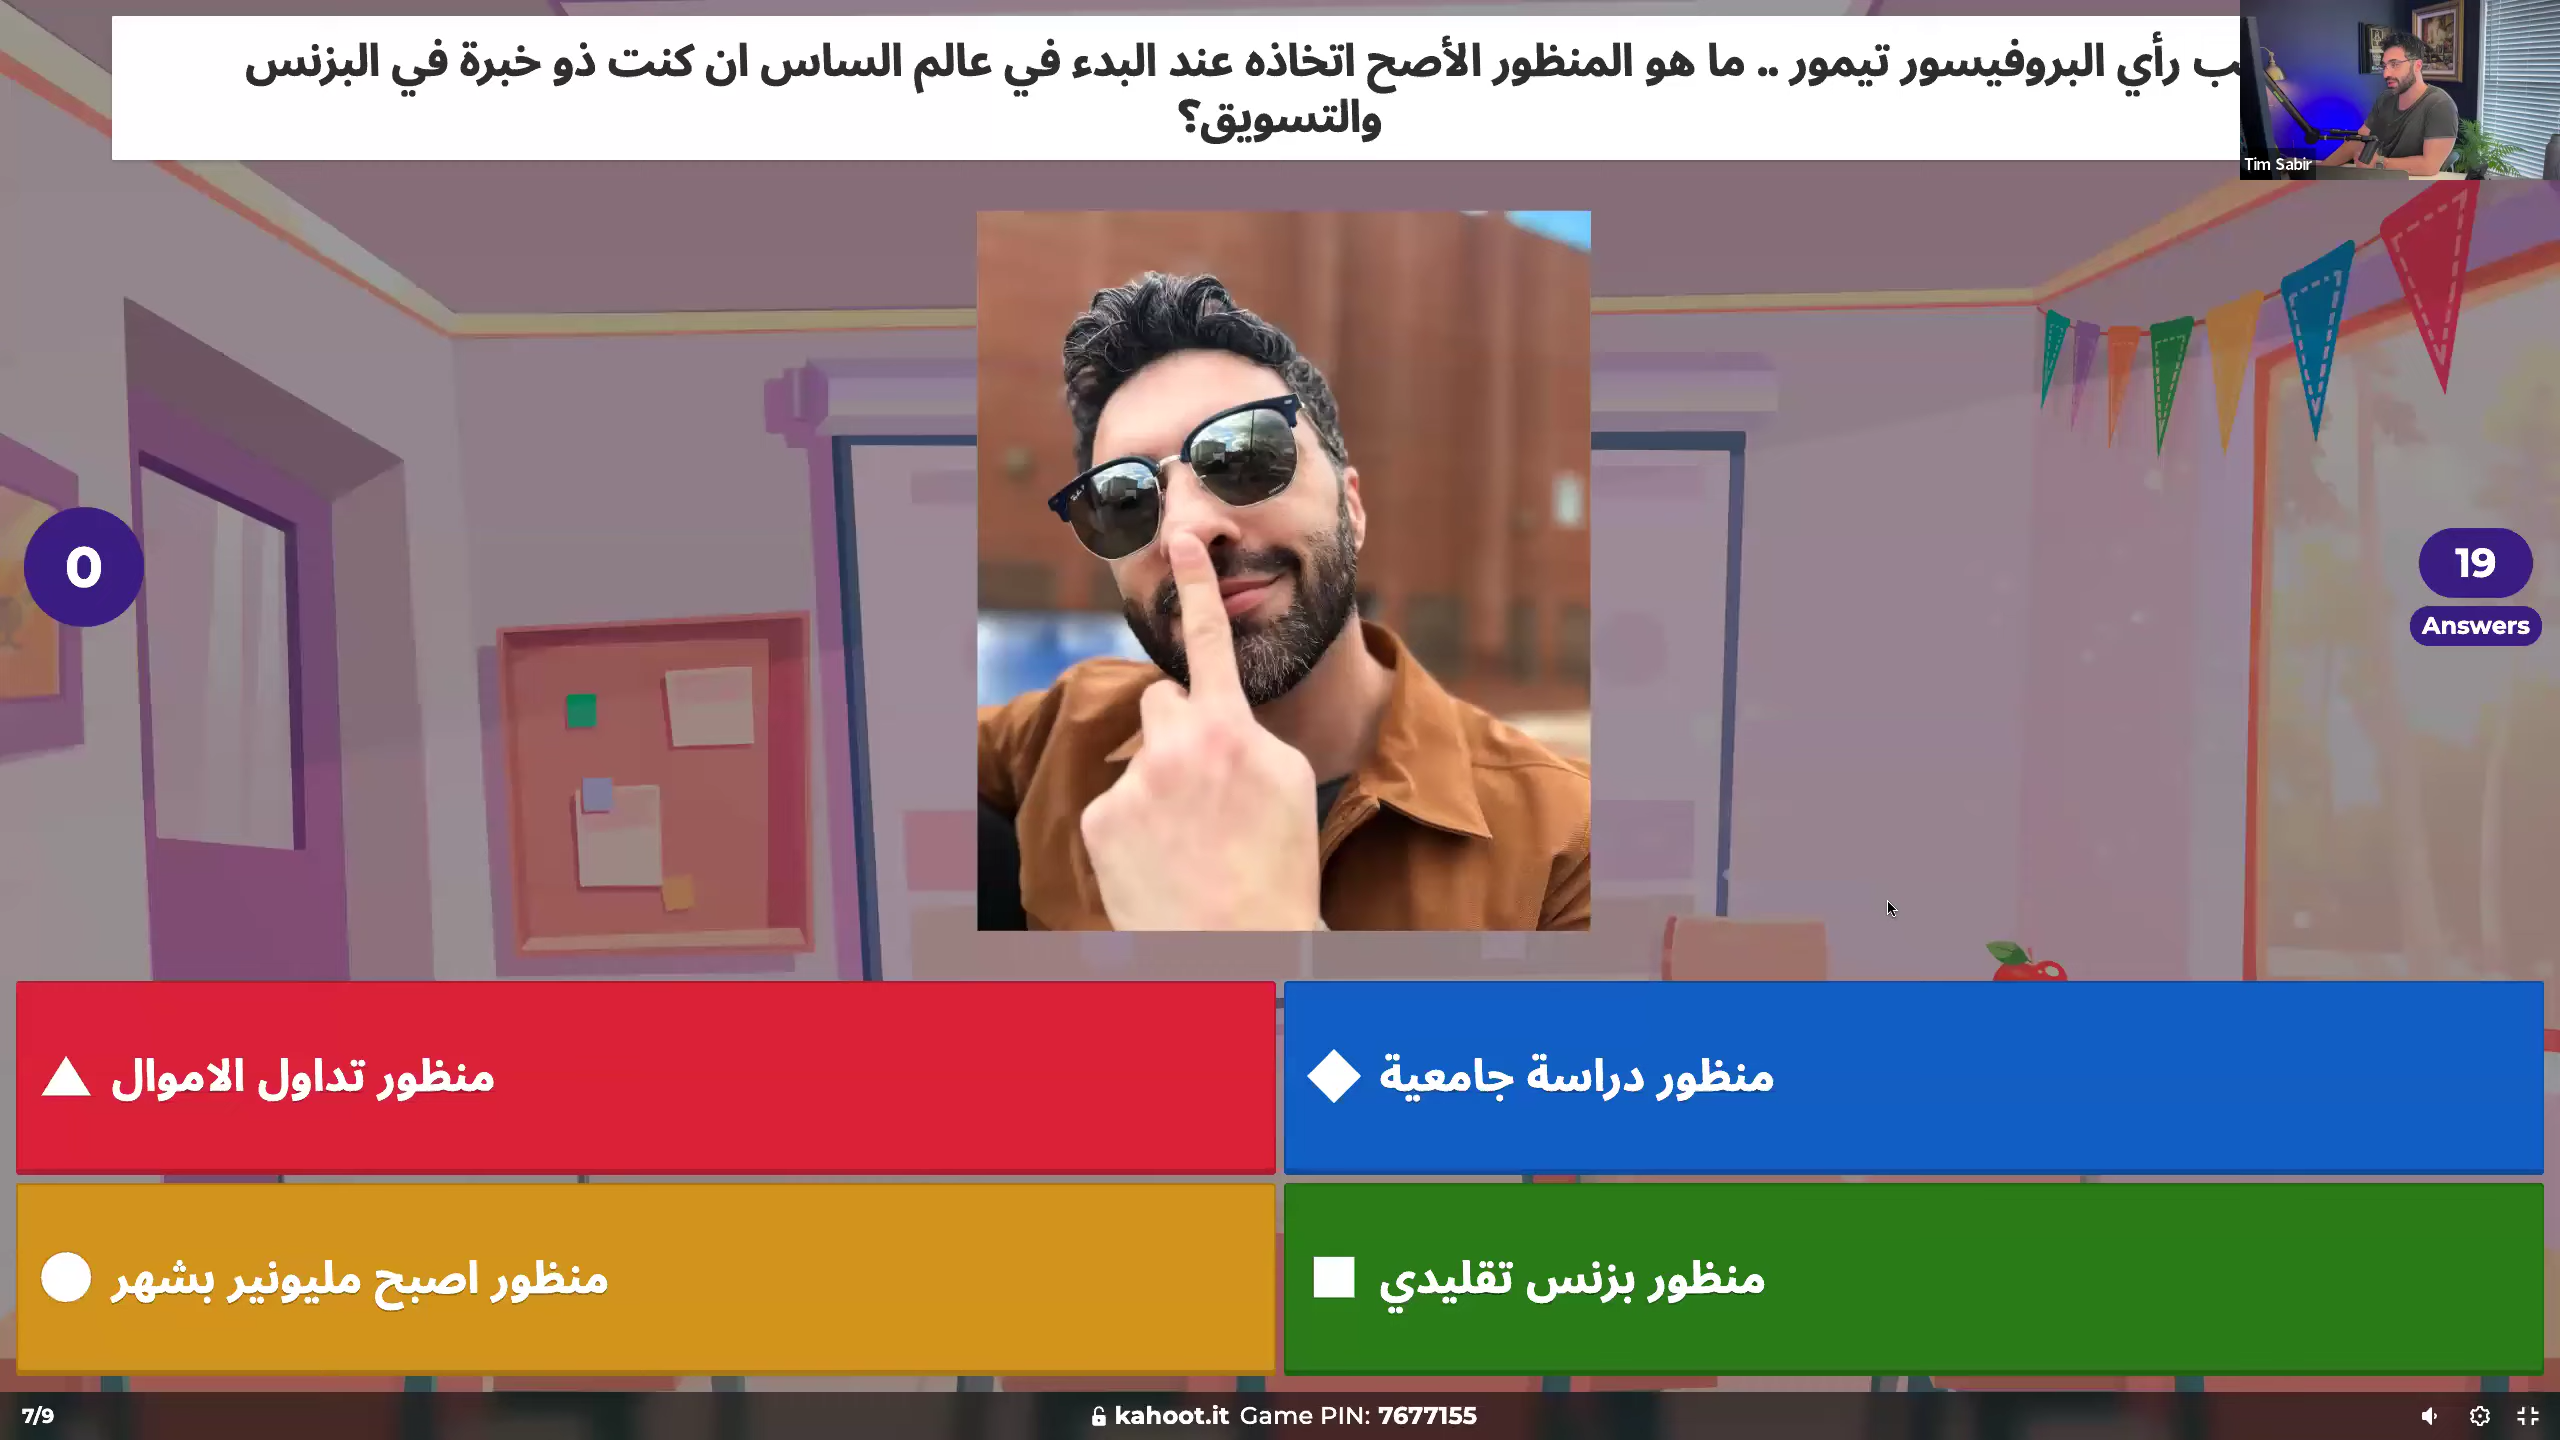 رأي البروفيسور تيمور .. ما هو المنظور الأصح اتخاذه عند البدء في عالم الساس ان كنت ذو خبرة في البزنس
والتسويق؟
Tim Sabir
0
19
Answers
منظور تداول الاموال
منظور دراسة جامعية
منظور اصبح مليونير بشهر
منظور بزنس تقليدي
7/9
kahoot.it Game PIN: 7677155